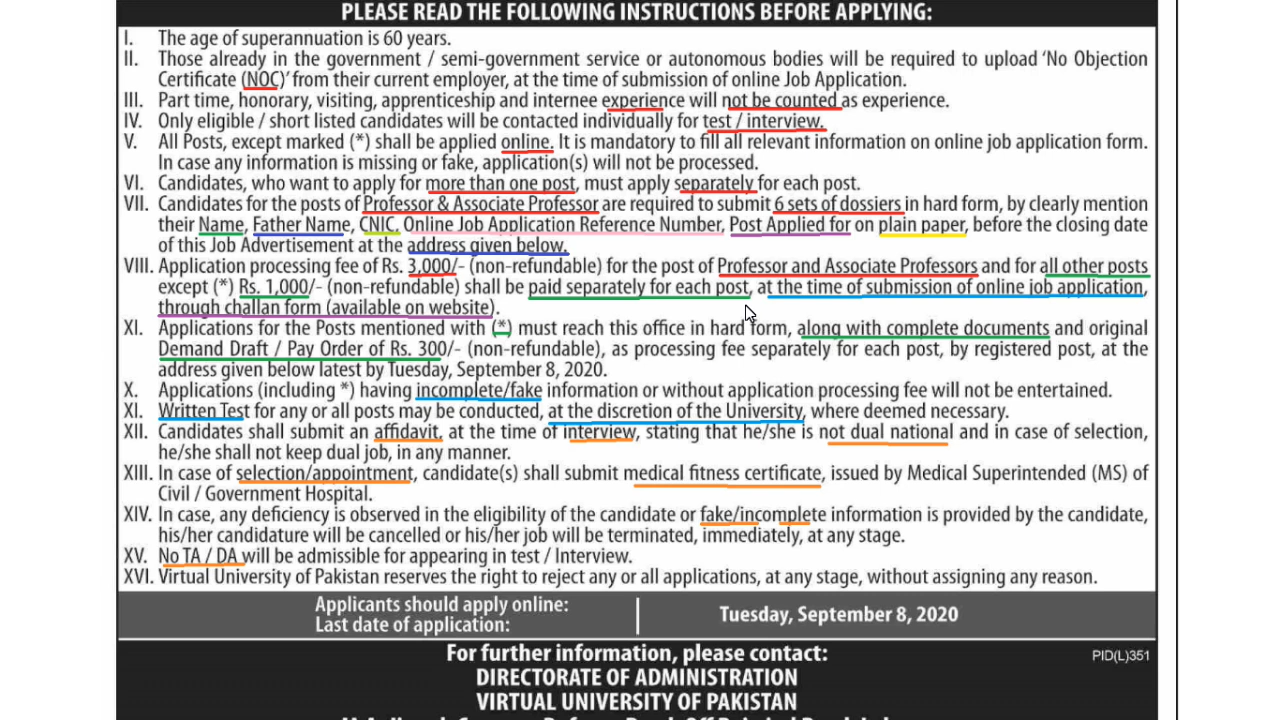 PLEASE READ THE FOLLOWING INSTRUCTIONS BEFORE APPLYING:
I. The age of superannuation is 60 years.
II. Those already in the government / semi-government service or autonomous bodies will be required to upload 'No Objection
Certificate (NOC)' from their current employer, at the time of submission of online Job Application.
III. Part time, honorary, visiting, apprenticeship and internee experience will not be counted as experience.
IV. Only eligible / short listed candidates will be contacted individually for test / interview.
V. All Posts, except marked (*) shall be applied online. It is mandatory to fill all relevant information on online job application form.
In case any information is missing or fake, application(s) will not be processed.
VI. Candidates, who want to apply for more than one post, must apply separately for each post.
VII. Candidates for the posts of Professor & Associate Professor are required to submit 6 sets of dossiers in hard form, by clearly mention
their Name, Father Name, CNIC, Online Job Application Reference Number, Post Applied for on plain paper, before the closing date
of this Job Advertisement at the address given below.
VIII. Application processing fee of Rs. 3,000/- (non-refundable) for the post of Professor and Associate Professors and for all other posts
except (*) Rs. 1,000/- (non-refundable) shall be paid separately for each post, at the time of submission of online job application,
through challan form (available on website).
XI. Applications for the Posts mentioned with (*) must reach this office in hard form, along with complete documents and original
Demand Draft / Pay Order of Rs. 300/- (non-refundable), as processing fee separately for each post, by registered post, at the
address given below latest by Tuesday, September 8, 2020.
X. Applications (including *) having incomplete/fake information or without application processing fee will not be entertained.
XI. Written Test for any or all posts may be conducted, at the discretion of the University, where deemed necessary.
XII. Candidates shall submit an affidavit, at the time of interview, stating that he/she is not dual national and in case of selection,
he/she shall not keep dual job, in any manner.
XIII. In case of selection/appointment, candidate(s) shall submit medical fitness certificate, issued by Medical Superintended (MS) of
Civil / Government Hospital.
XIV. In case, any deficiency is observed in the eligibility of the candidate or fake/incomplete information is provided by the candidate,
his/her candidature will be cancelled or his/her job will be terminated, immediately, at any stage.
XV. No TA / DA will be admissible for appearing in test / Interview.
XVI. Virtual University of Pakistan reserves the right to reject any or all applications, at any stage, without assigning any reason.
Applicants should apply online:
Last date of application:
Tuesday, September 8, 2020
For further information, please contact:
PID(L)351
DIRECTORATE OF ADMINISTRATION
VIRTUAL UNIVERSITY OF PAKISTAN